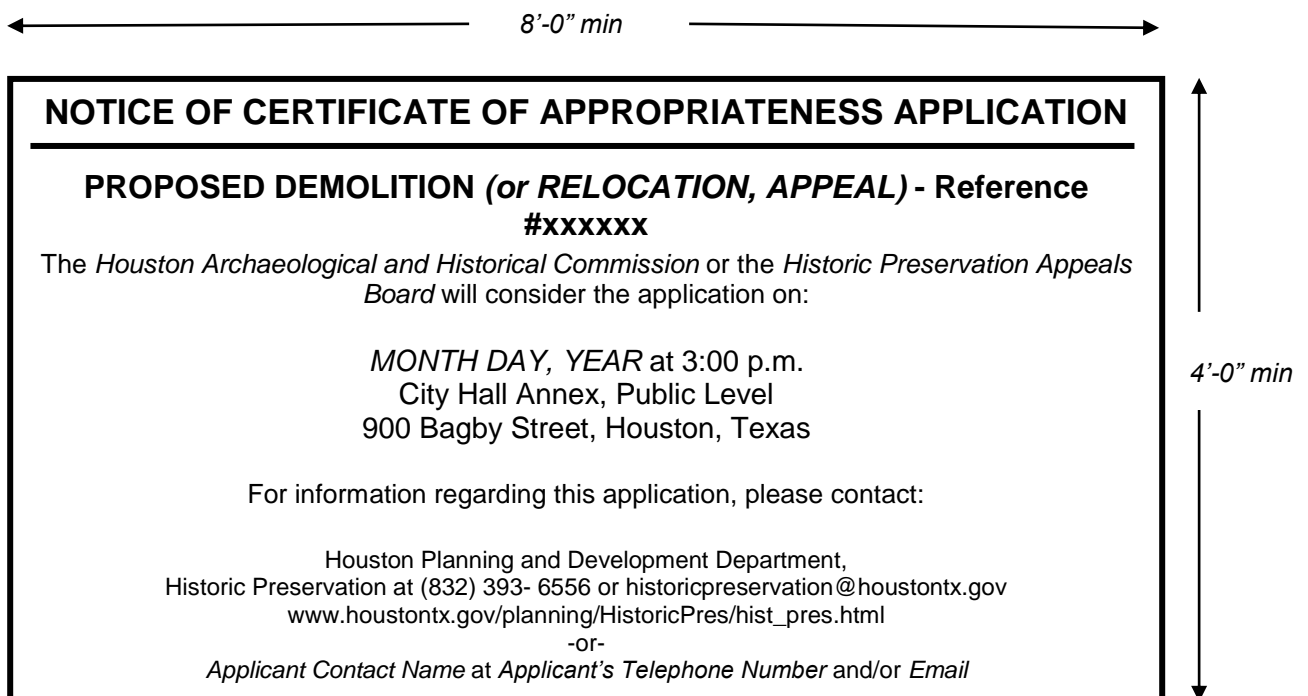 8’-0” min
NOTICE OF CERTIFICATE OF APPROPRIATENESS APPLICATION
PROPOSED DEMOLITION (or RELOCATION, APPEAL) - Reference
#xxxxxx
The Houston Archaeological and Historical Commission or the Historic Preservation Appeals
Board will consider the application on:
MONTH DAY, YEAR at 3:00 p.m.
City Hall Annex, Public Level
4’-0” min
900 Bagby Street, Houston, Texas
For information regarding this application, please contact:
Houston Planning and Development Department,
Historic Preservation at (832) 393- 6556 or historicpreservation@houstontx.gov
www.houstontx.gov/planning/HistoricPres/hist_pres.html
-or-
Applicant Contact Name at Applicant’s Telephone Number and/or Email